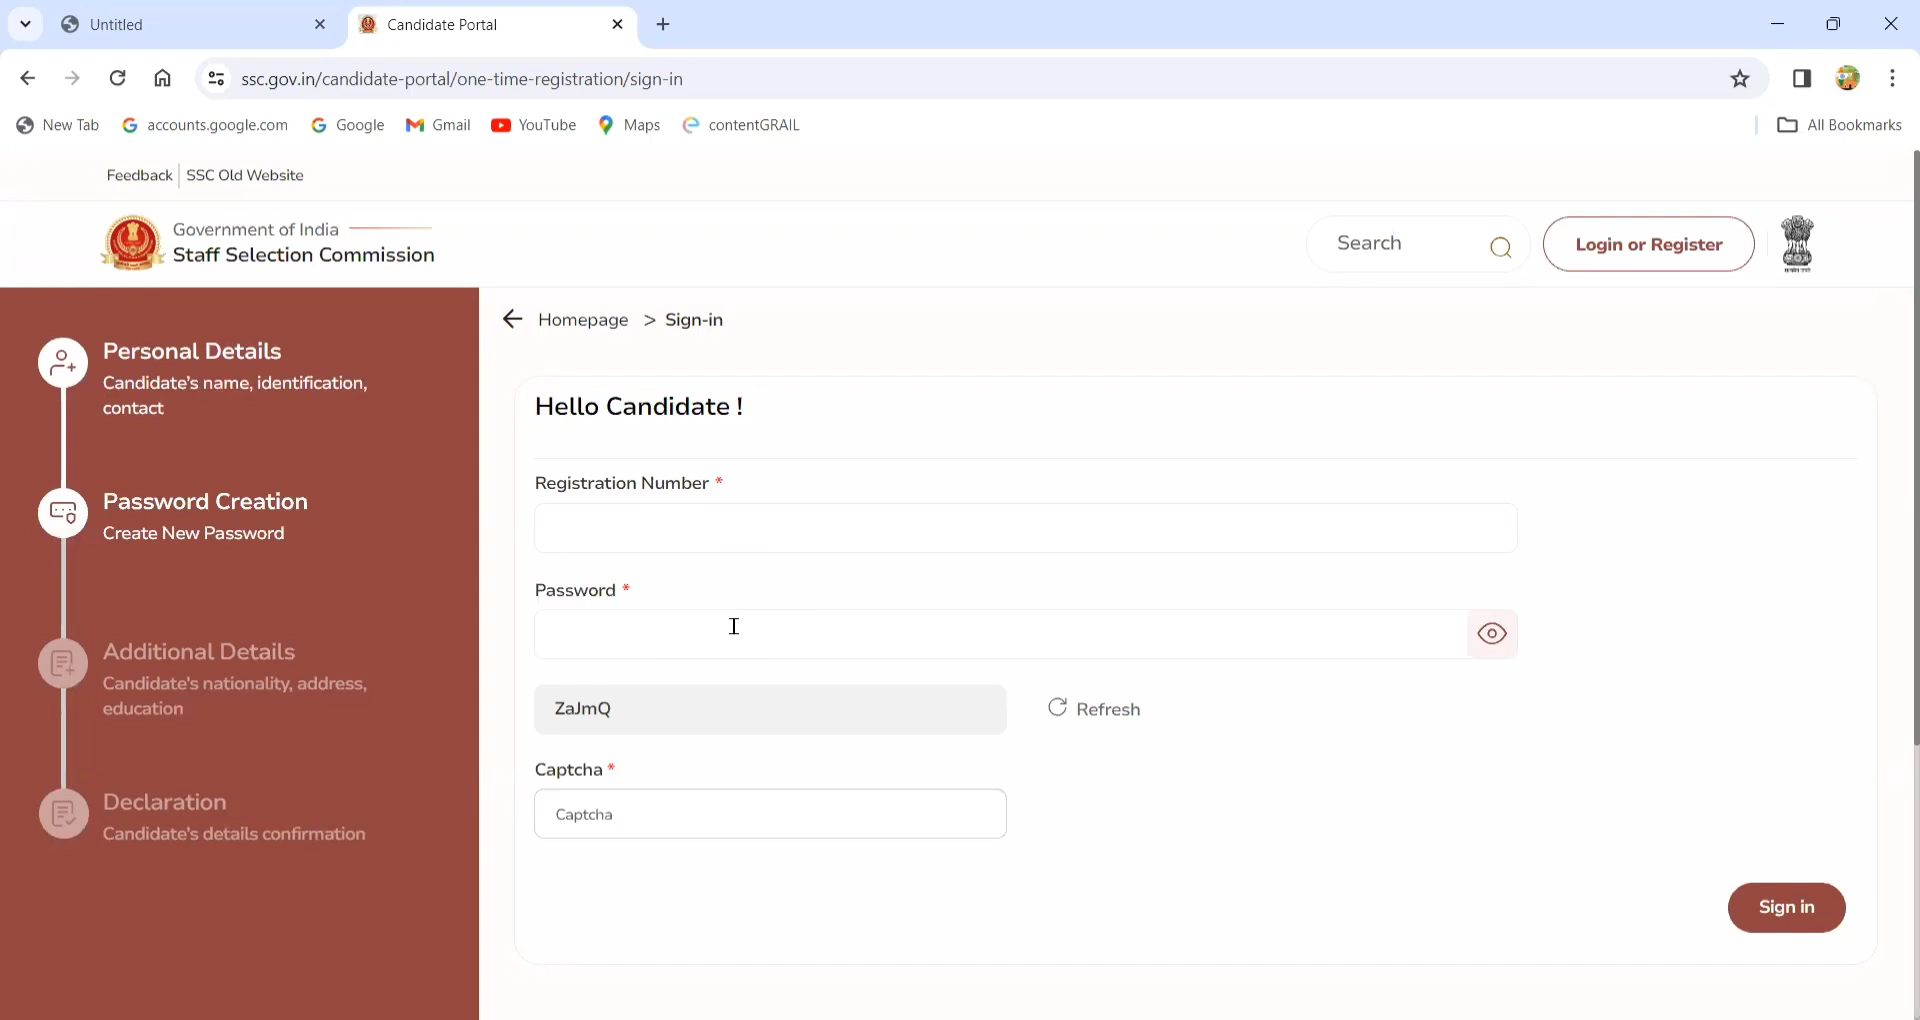 Untitled
Candidate Portal
ssc.gov.in/candidate-portal/one-time-registration/sign-in
New Tab
accounts.google.com
Google
Gmail
YouTube
Maps
contentGRAIL
All Bookmarks
Feedback
SSC Old Website
Government of India
Staff Selection Commission
Search
Login or Register
Personal Details
Candidate's name, identification,
contact
Password Creation
Create New Password
Additional Details
Candidate's nationality, address,
education
Declaration
Candidate's details confirmation
Homepage > Sign-in
Hello Candidate !
Registration Number *
Password *
ZaJmQ
Refresh
Captcha *
Captcha
Sign in